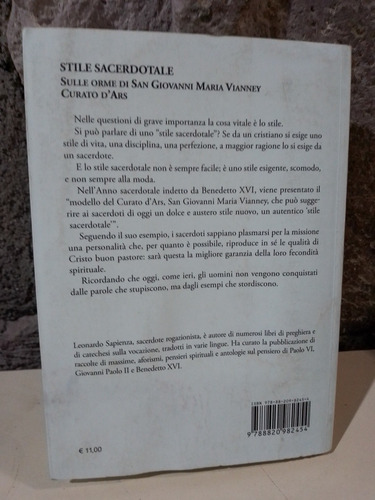 STILE SACERDOTALE
SULLE ORME DI SAN GIOVANNI MARIA VIANNEY
CURATO D'ARS
Nelle questioni di grave importanza la cosa vitale è lo stile.
Si può parlare di uno "stile sacerdotale"? Se da un cristiano si esige uno
stile di vita, una disciplina, una perfezione, a maggior ragione lo si esige da
un sacerdote.
E lo stile sacerdotale non è sempre facile; è uno stile esigente, scomodo,
e non sempre alla moda.
Nell'Anno sacerdotale indetto da Benedetto XVI, viene presentato il
"modello del Curato d'Ars, San Giovanni Maria Vianney, che può sugge-
rire ai sacerdoti di oggi un dolce e austero stile nuovo, un autentico 'stile
sacerdotale'".
Seguendo il suo esempio, i sacerdoti sappiano plasmarsi per la missione
una personalità che, per quanto è possibile, riproduce in sé le qualità di
Cristo buon pastore: sarà questa la migliore garanzia della loro fecondità
spirituale.
Ricordando che oggi, come ieri, gli uomini non vengono conquistati
dalle parole che stupiscono, ma dagli esempi che stordiscono.
Leonardo Sapienza, sacerdote rogazionista, è autore di numerosi libri di preghiera e
di catechesi sulla vocazione, tradotti in varie lingue. Ha curato la pubblicazione di
raccolte di massime, aforismi, pensieri spirituali e antologie sul pensiero di Paolo VI,
Giovanni Paolo II e Benedetto XVI.
€ 11,00
ISBN 978-88-209-8245-4
9 788820 982454